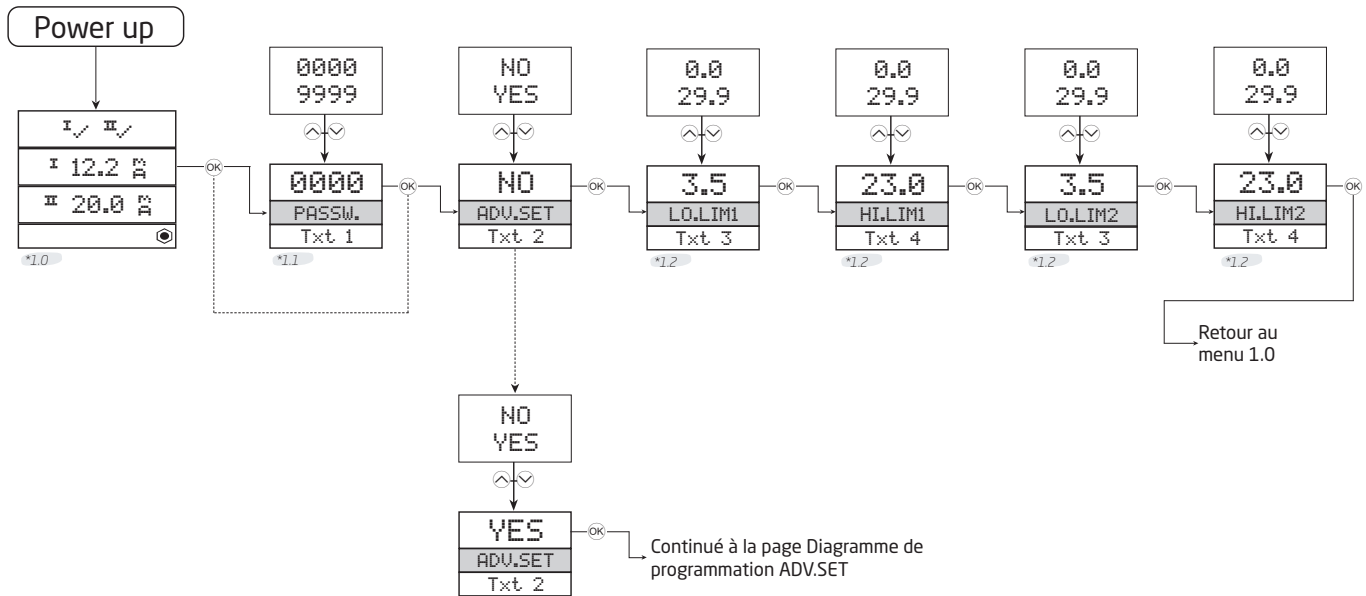 Power up
I✓ II✓
I 12.2 mA
II 20.0 mA
*1.0
OK
0000
9999
0000
PASSW.
Txt 1
*1.1
OK
NO
YES
NO
ADV.SET
Txt 2
OK
0.0
29.9
3.5
LO.LIM1
Txt 3
*1.2
OK
0.0
29.9
23.0
HI.LIM1
Txt 4
*1.2
OK
0.0
29.9
3.5
LO.LIM2
Txt 3
*1.2
OK
0.0
29.9
23.0
HI.LIM2
Txt 4
*1.2
OK
Retour au
menu 1.0
NO
YES
YES
ADV.SET
Txt 2
OK
Continué à la page Diagramme de
programmation ADV.SET